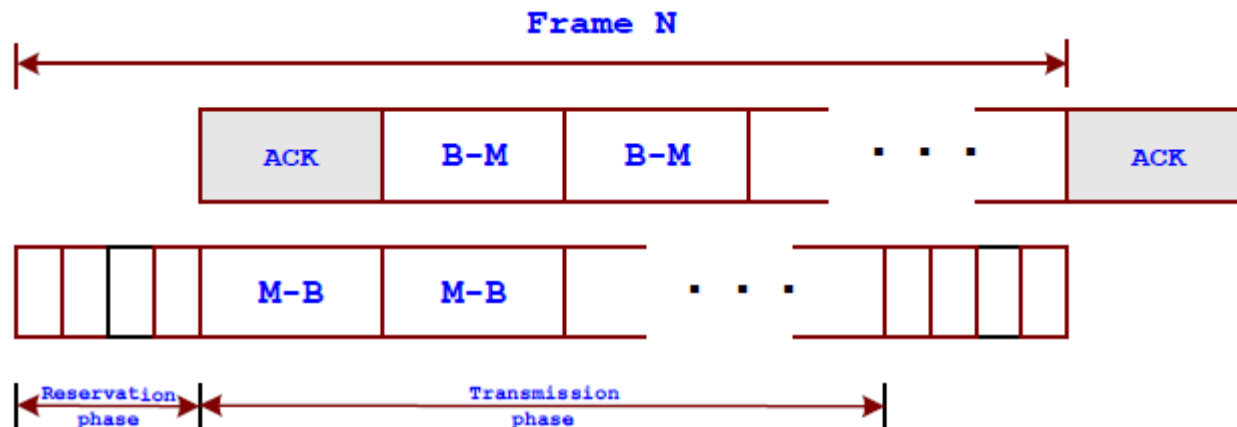 Frame N
ACK B-M B-M . . . ACK
M-B M-B . . .
Reservation phase
Transmission phase